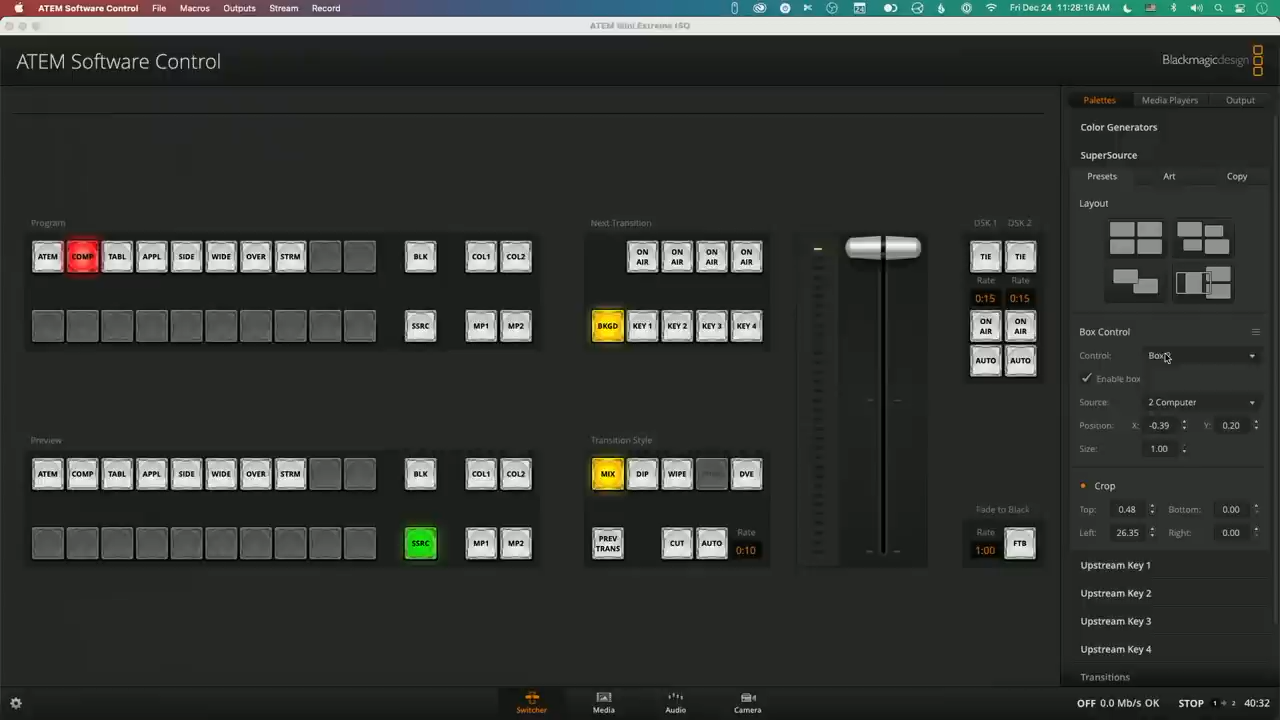 ATEM Software Control File Macros Outputs Stream Record Fri Dec 24 11:28:16 AM
ATEM Mini Extreme ISO
ATEM Software Control
Blackmagicdesign
Palettes Media Players Output
Color Generators
SuperSource
Presets Art Copy
Layout
Program Next Transition DSK 1 DSK 2
ATEM COMP TABL APPL SIDE WIDE OVER STRM BLK COL1 COL2 ON AIR ON AIR ON AIR ON AIR TIE TIE
Rate Rate
0:15 0:15
SSRC MP1 MP2 BKGD KEY 1 KEY 2 KEY 3 KEY 4 ON AIR ON AIR
AUTO AUTO
Box Control
Control:
Enable box
Source: 2 Computer
Position: X: -0.39 Y: 0.20
Size: 1.00
Preview Transition Style
ATEM COMP TABL APPL SIDE WIDE OVER STRM BLK COL1 COL2 MIX DIP WIPE DVE
Crop
Top: 0.48 Bottom: 0.00
Left: 26.35 Right: 0.00
Fade to Black
SSRC MP1 MP2 PREV TRANS CUT AUTO Rate 0:10 Rate 1:00 FTB
Upstream Key 1
Upstream Key 2
Upstream Key 3
Upstream Key 4
Transitions
Switcher Media Audio Camera
OFF 0.0 Mb/s OK STOP 1 2 40:32